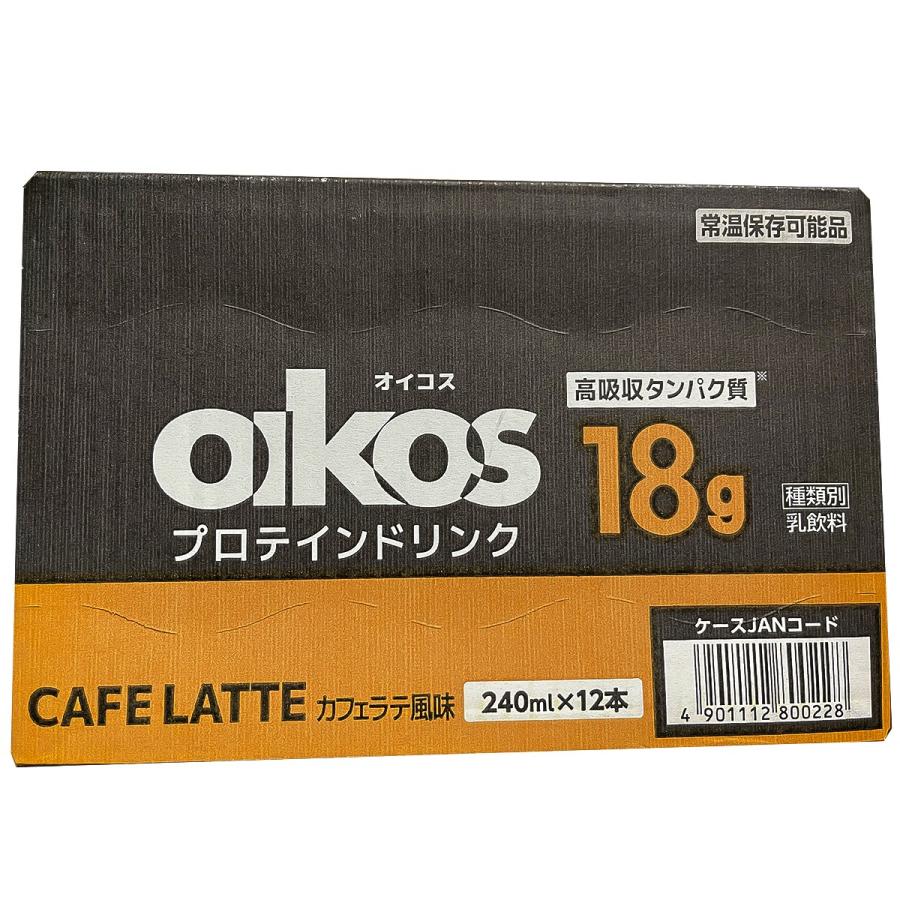 常温保存可能品
オイコス
oikos
プロテインドリンク
高吸収タンパク質※
18g
種類別
乳飲料
CAFE LATTE カフェラテ風味 240ml×12本
ケースJANコード
4 901112 800228